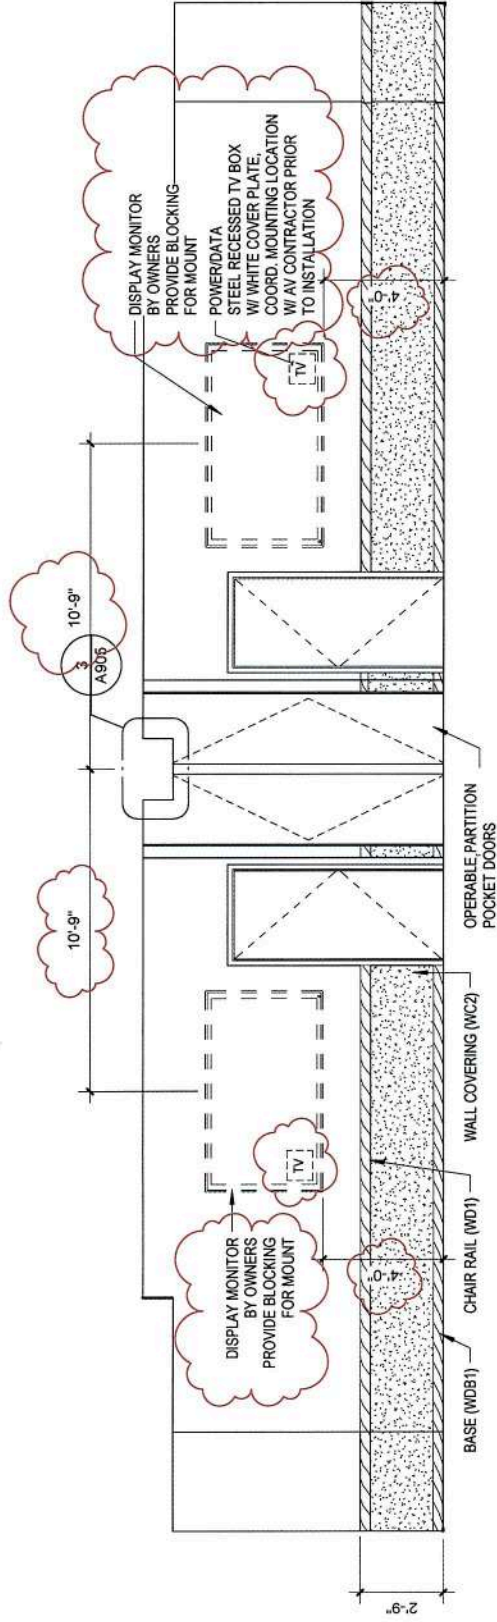 10'-9"
10'-9"
3
A905
DISPLAY MONITOR
BY OWNERS
PROVIDE BLOCKING
FOR MOUNT
TV
4'-0"
DISPLAY MONITOR
BY OWNERS
PROVIDE BLOCKING
FOR MOUNT
POWER/DATA
STEEL RECESSED TV BOX
W/ WHITE COVER PLATE,
COORD. MOUNTING LOCATION
W/ AV CONTRACTOR PRIOR
TO INSTALLATION
TV
4'-0"
2'-9"
BASE (WDB1)
CHAIR RAIL (WD1)
WALL COVERING (WC2)
OPERABLE PARTITION
POCKET DOORS